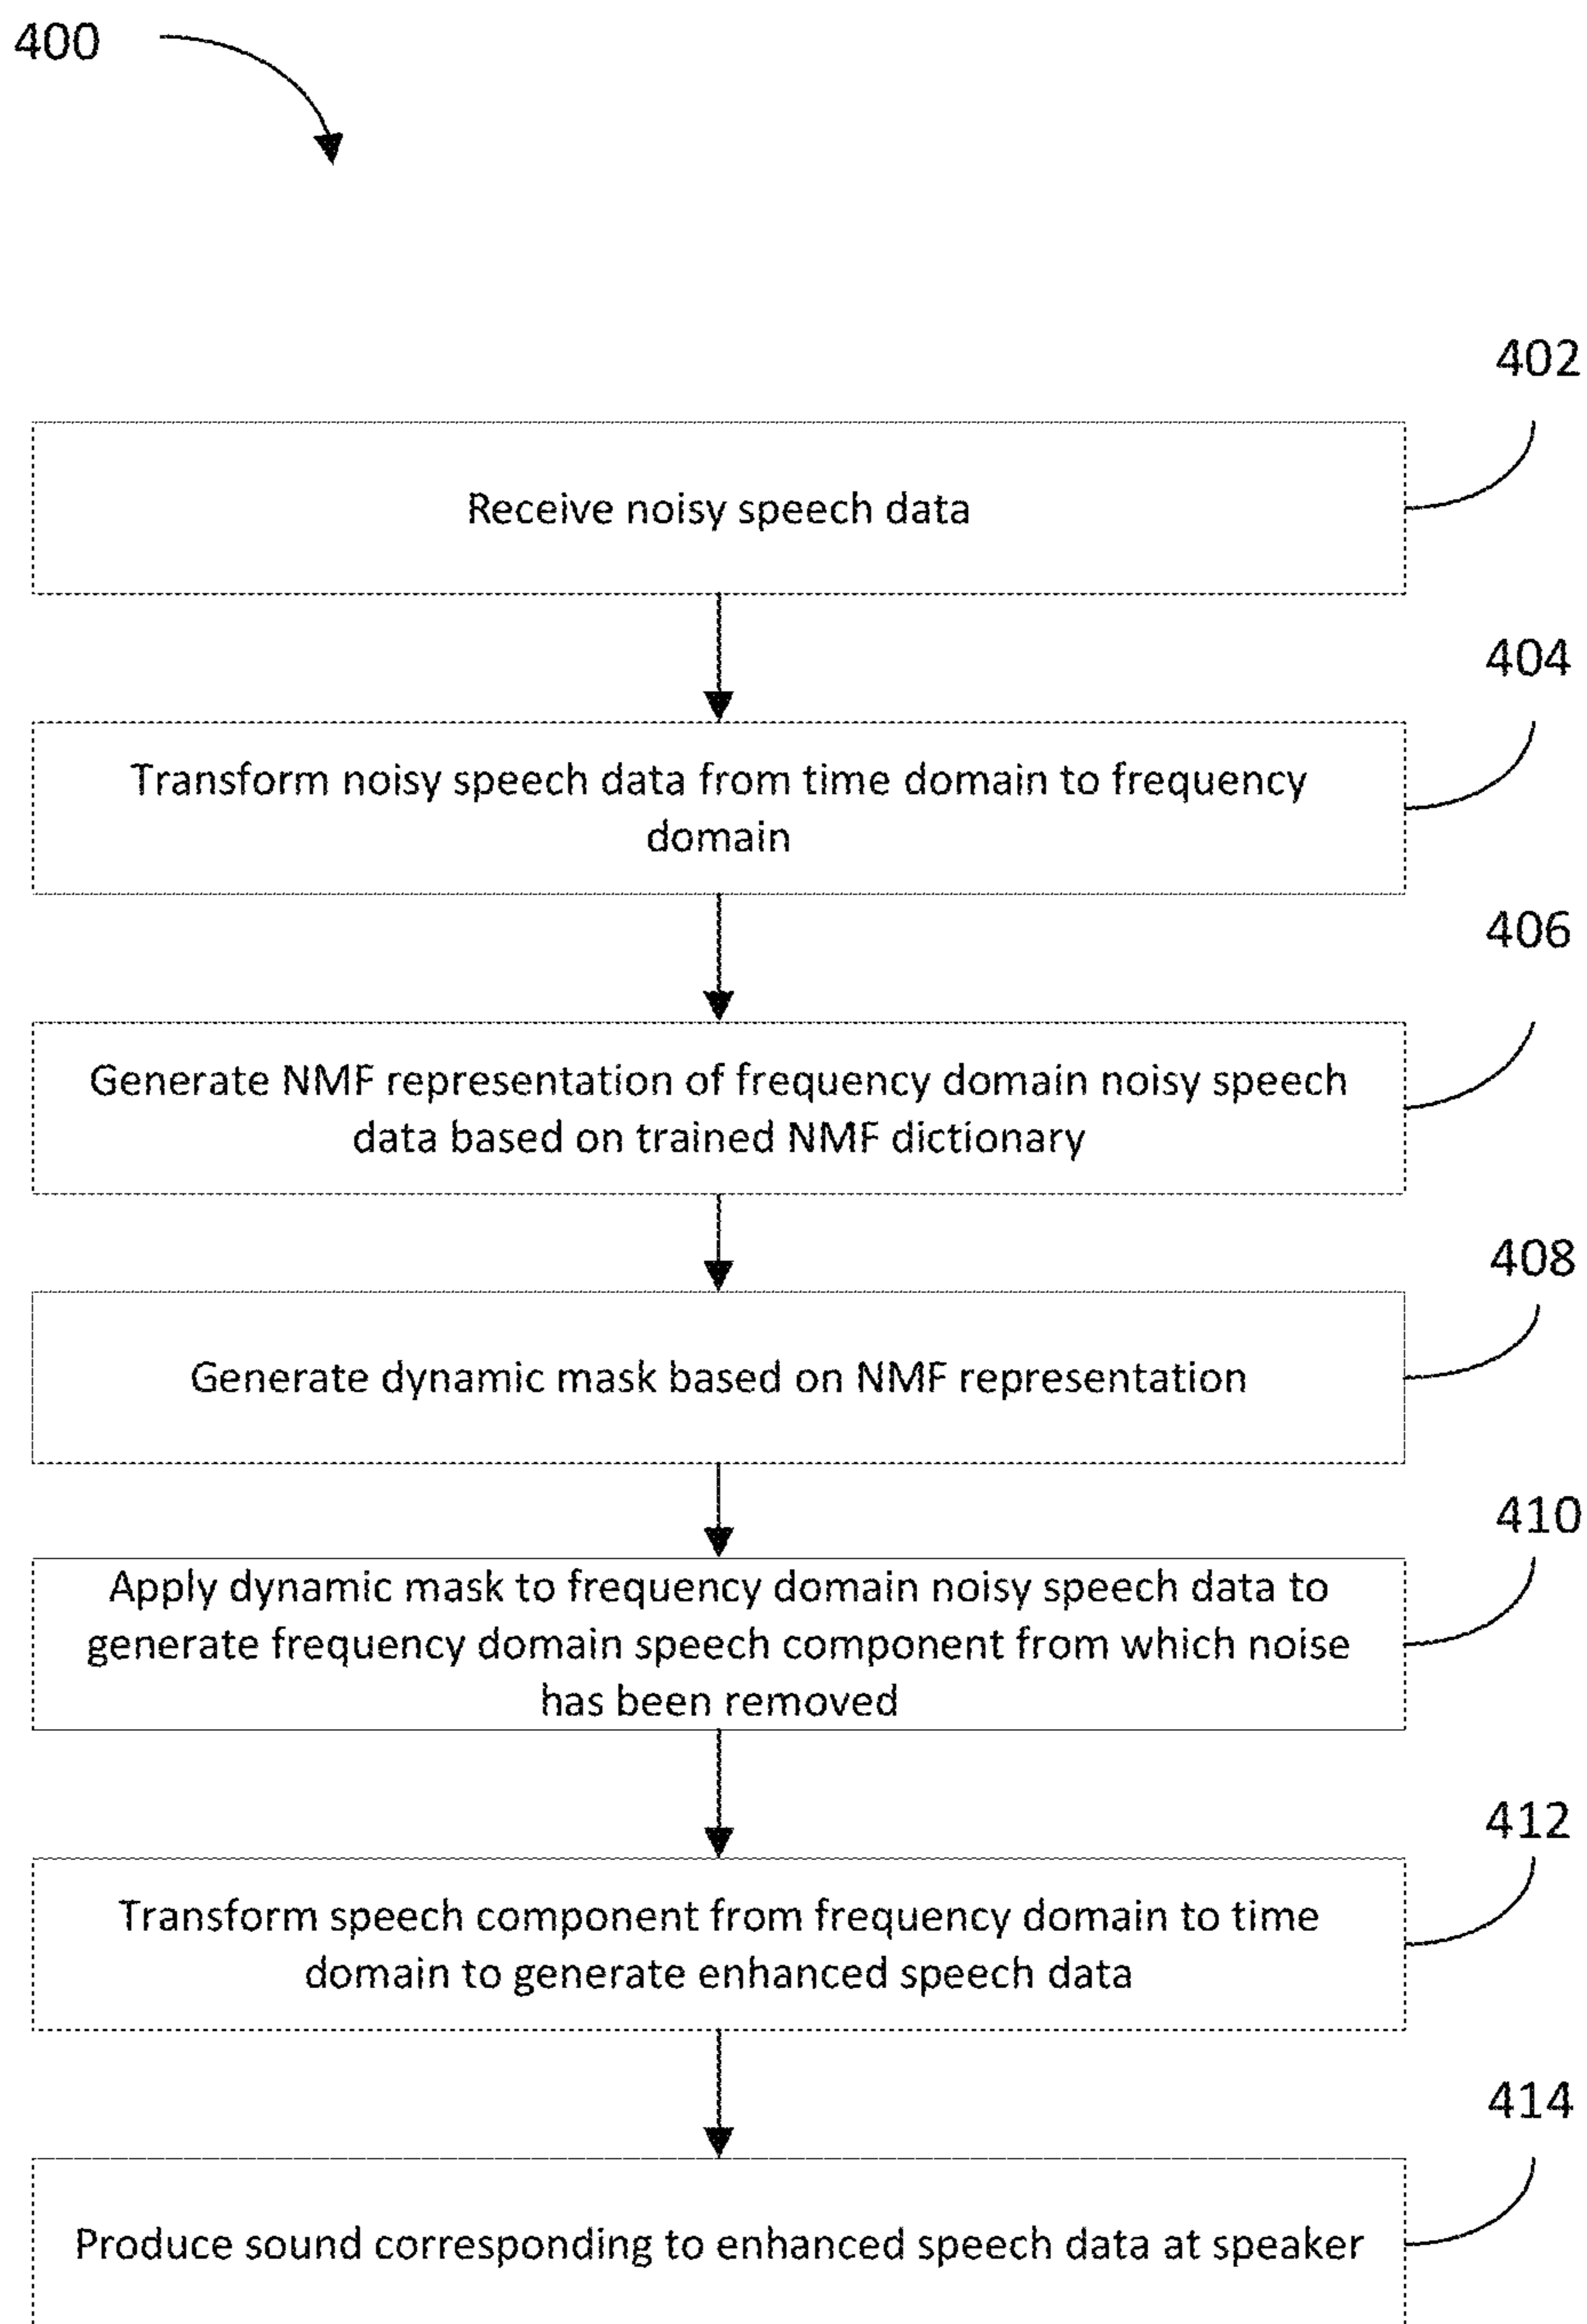 400
402
Receive noisy speech data
404
Transform noisy speech data from time domain to frequency
domain
406
Generate NMF representation of frequency domain noisy speech
data based on trained NMF dictionary
408
Generate dynamic mask based on NMF representation
410
Apply dynamic mask to frequency domain noisy speech data to
generate frequency domain speech component from which noise
has been removed
412
Transform speech component from frequency domain to time
domain to generate enhanced speech data
414
Produce sound corresponding to enhanced speech data at speaker